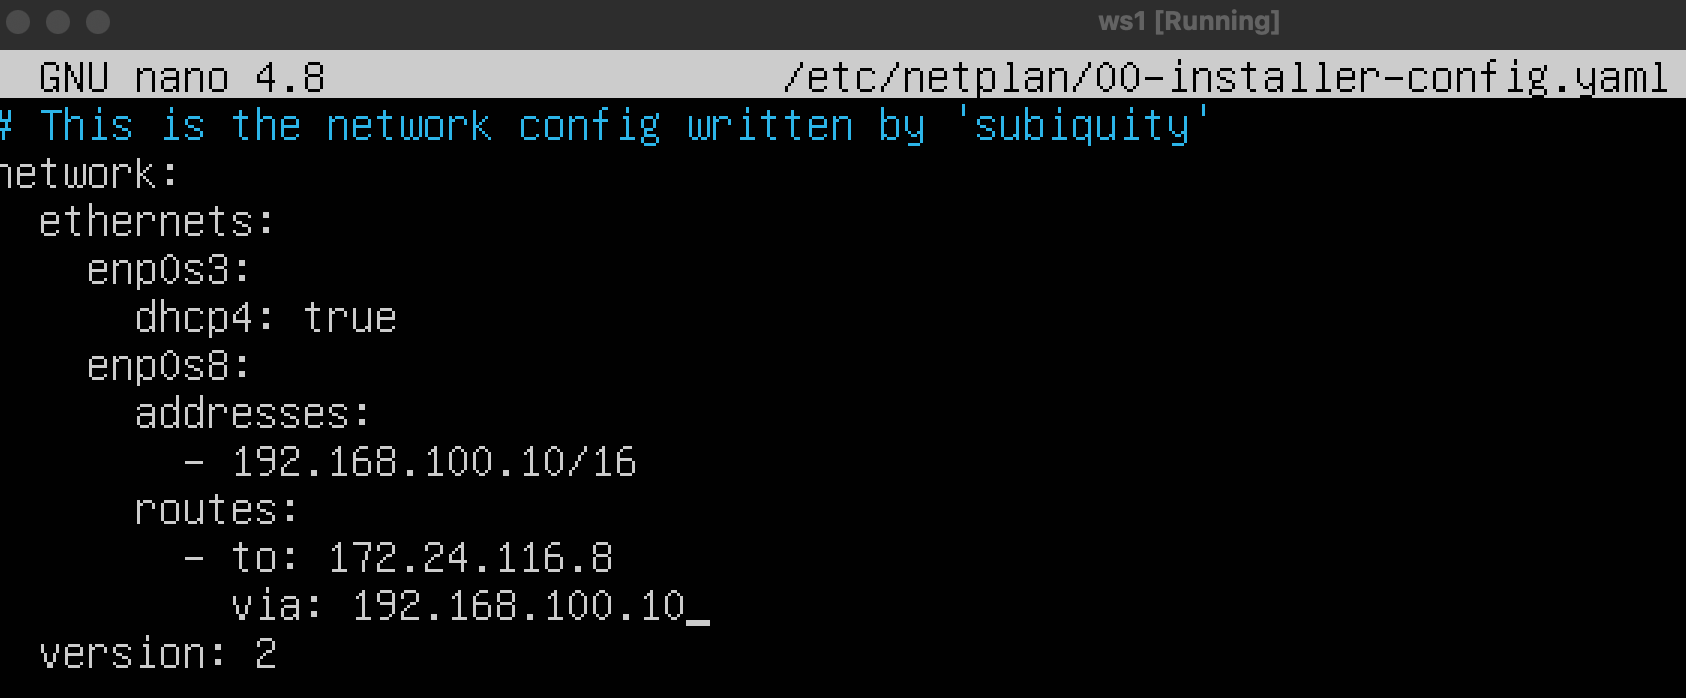 ws1 [Running]
GNU nano 4.8 /etc/netplan/00-installer-config.yaml
# This is the network config written by 'subiquity'
network:
  ethernets:
    enp0s3:
      dhcp4: true
    enp0s8:
      addresses:
        - 192.168.100.10/16
      routes:
        - to: 172.24.116.8
          via: 192.168.100.10
  version: 2